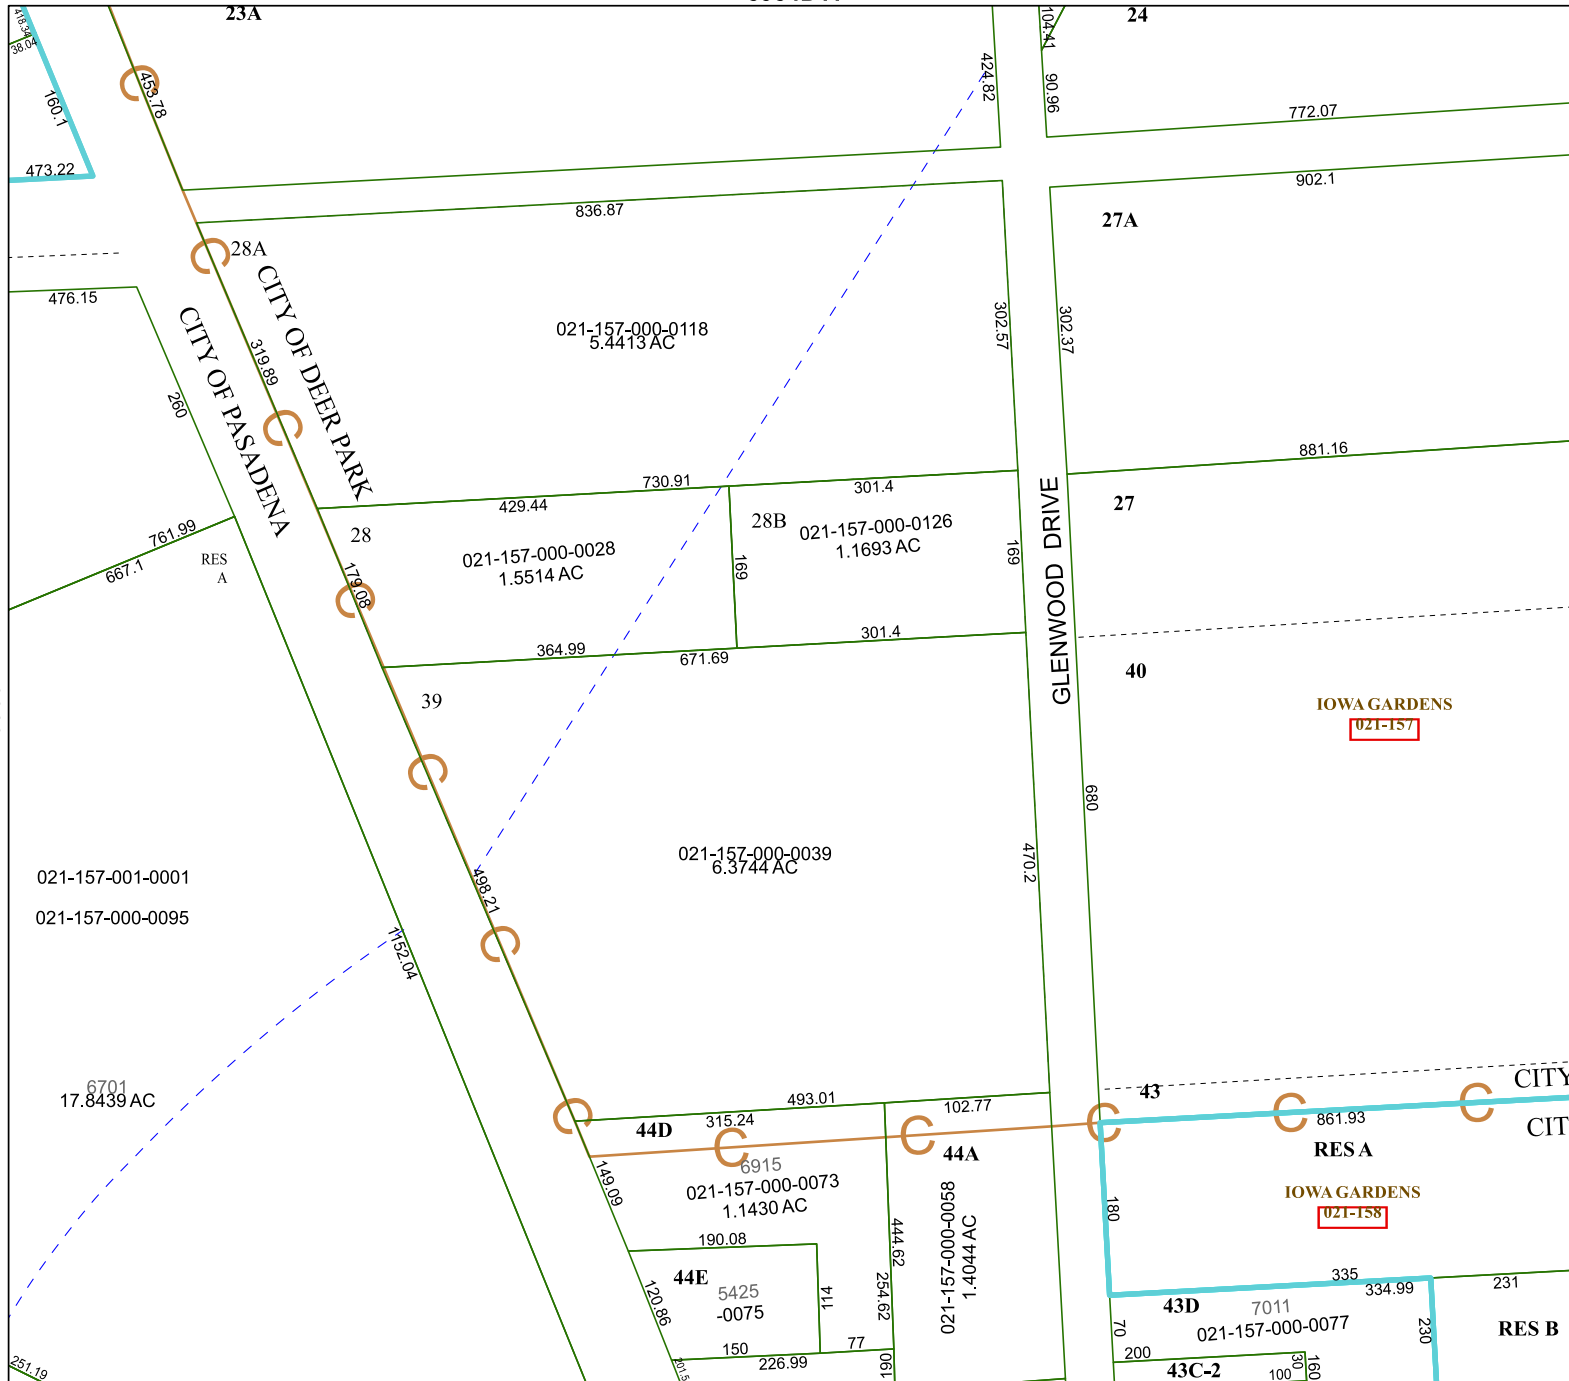 23A
24
418.34
38.04
160.1
473.22
453.78
424.82
104.41
90.96
772.07
902.1
836.87
27A
28A
476.15
CITY OF DEER PARK
CITY OF PASADENA
319.89
260
021-157-000-0118
5.4413 AC
302.57
302.37
881.16
730.91
429.44
301.4
27
28
28B
021-157-000-0126
1.1693 AC
021-157-000-0028
1.5514 AC
169
169
GLENWOOD DRIVE
761.99
667.1
RES
A
179.08
364.99
671.69
301.4
39
40
IOWA GARDENS
021-157
680
470.2
021-157-000-0039
6.3744 AC
498.21
021-157-001-0001
021-157-000-0095
1152.04
6701
17.8439 AC
493.01
315.24
102.77
43
CITY
861.93
CIT
44D
44A
RES A
6915
021-157-000-0073
1.1430 AC
149.09
021-157-000-0058
1.4044 AC
444.62
254.62
180
IOWA GARDENS
021-158
190.08
44E
5425
-0075
114
120.86
335
334.99
231
43D
7011
021-157-000-0077
70
230
RES B
150
77
226.99
190
201.5
200
43C-2
100
30
160
251.19